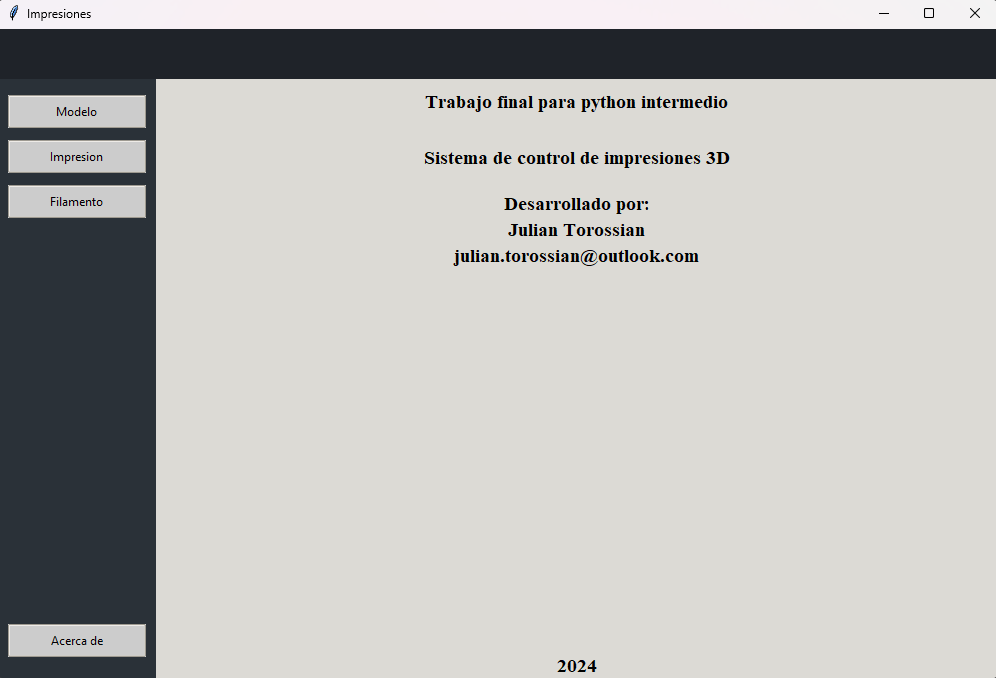 Impresiones
Modelo
Impresion
Filamento
Acerca de
Trabajo final para python intermedio
Sistema de control de impresiones 3D
Desarrollado por:
Julian Torossian
julian.torossian@outlook.com
2024